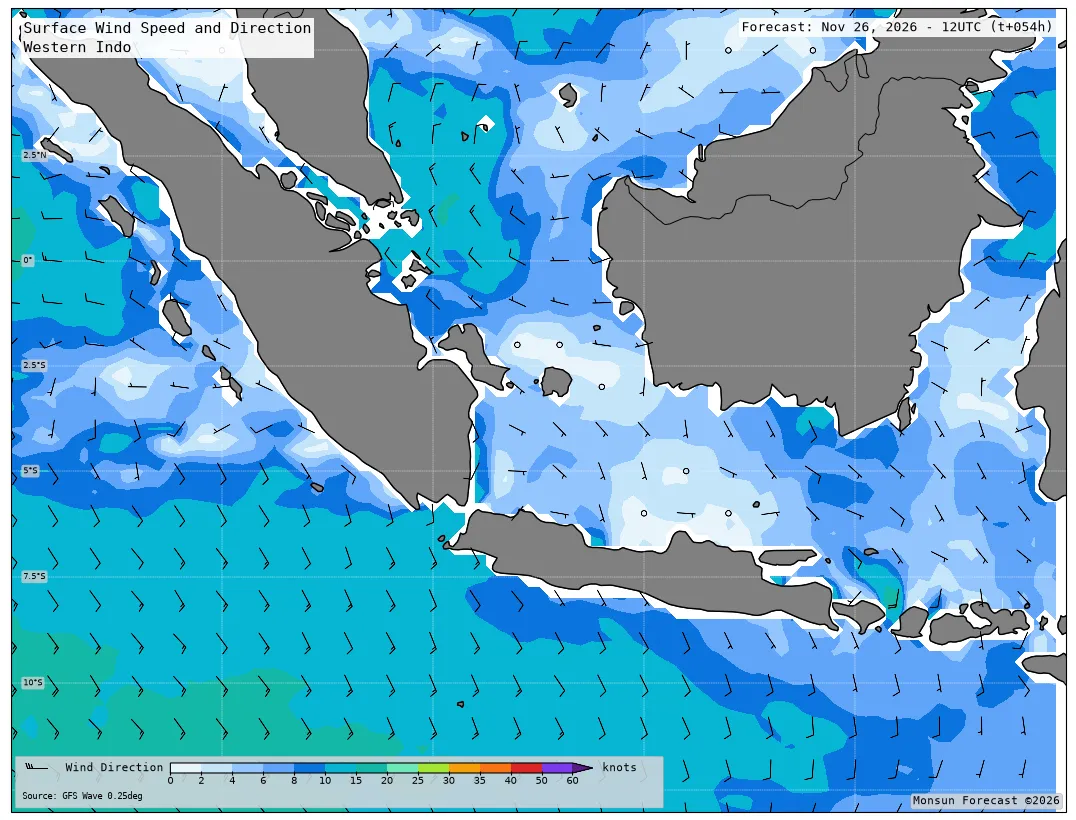 Surface Wind Speed and Direction
Western Indo
Forecast: Nov 26, 2026 - 12UTC (t+054h)
2.5°N
0°
2.5°S
5°S
7.5°S
10°S
Wind Direction
0 2 4 6 8 10 15 20 25 30 35 40 50 60
knots
Source: GFS Wave 0.25deg
Monsun Forecast ©2026